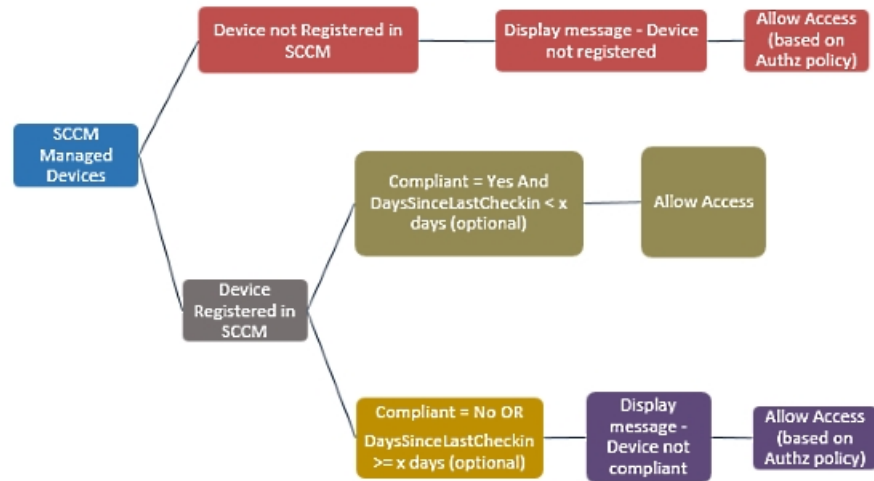 Device not Registered in
SCCM
Display message - Device
not registered
Allow Access
(based on
Authz policy)
SCCM
Managed
Devices
Compliant = Yes And
DaysSinceLastCheckin < x
days (optional)
Allow Access
Device
Registered in
SCCM
Compliant = No OR
DaysSinceLastCheckin
>= x days (optional)
Display
message -
Device not
compliant
Allow Access
(based on
Authz policy)